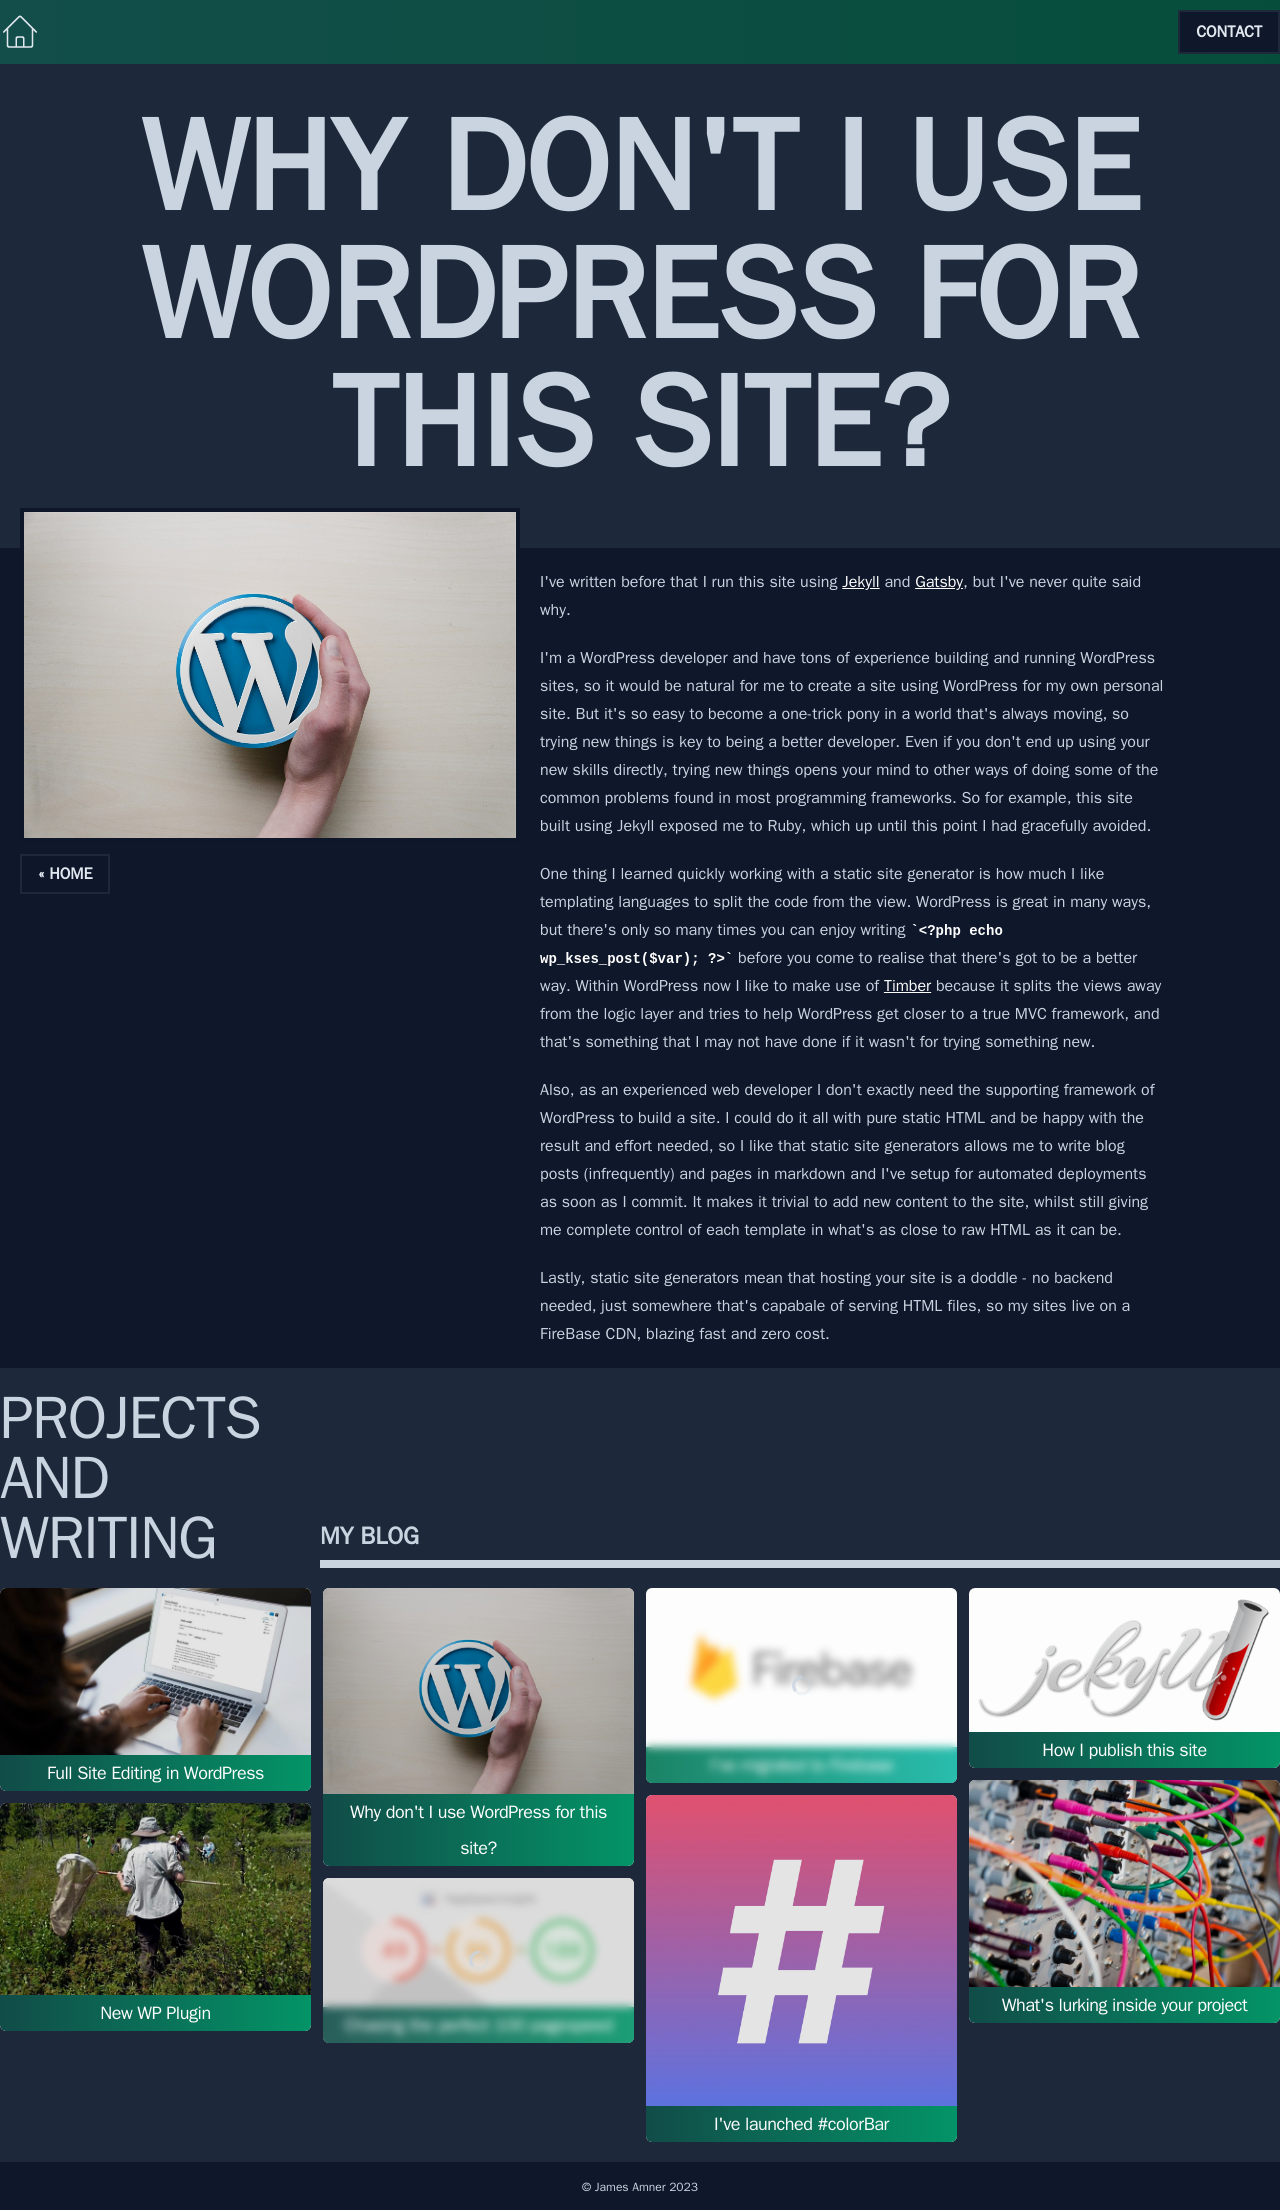 CONTACT
WHY DON'T I USE
WORDPRESS FOR
THIS SITE?
I've written before that I run this site using Jekyll and Gatsby, but I've never quite said
why.
I'm a WordPress developer and have tons of experience building and running WordPress
sites, so it would be natural for me to create a site using WordPress for my own personal
site. But it's so easy to become a one-trick pony in a world that's always moving, so
trying new things is key to being a better developer. Even if you don't end up using your
new skills directly, trying new things opens your mind to other ways of doing some of the
common problems found in most programming frameworks. So for example, this site
built using Jekyll exposed me to Ruby, which up until this point I had gracefully avoided.
« HOME
One thing I learned quickly working with a static site generator is how much I like
templating languages to split the code from the view. WordPress is great in many ways,
but there's only so many times you can enjoy writing `<?php echo
wp_kses_post($var); ?>` before you come to realise that there's got to be a better
way. Within WordPress now I like to make use of Timber because it splits the views away
from the logic layer and tries to help WordPress get closer to a true MVC framework, and
that's something that I may not have done if it wasn't for trying something new.
Also, as an experienced web developer I don't exactly need the supporting framework of
WordPress to build a site. I could do it all with pure static HTML and be happy with the
result and effort needed, so I like that static site generators allows me to write blog
posts (infrequently) and pages in markdown and I've setup for automated deployments
as soon as I commit. It makes it trivial to add new content to the site, whilst still giving
me complete control of each template in what's as close to raw HTML as it can be.
Lastly, static site generators mean that hosting your site is a doddle - no backend
needed, just somewhere that's capabale of serving HTML files, so my sites live on a
FireBase CDN, blazing fast and zero cost.
PROJECTS
AND
WRITING
MY BLOG
Full Site Editing in WordPress
New WP Plugin
W
Why don't I use WordPress for this
site?
Chasing the perfect 100 pagespeed
Firebase
I've migrated to Firebase
#
I've launched #colorBar
jekyll
How I publish this site
What's lurking inside your project
© James Amner 2023